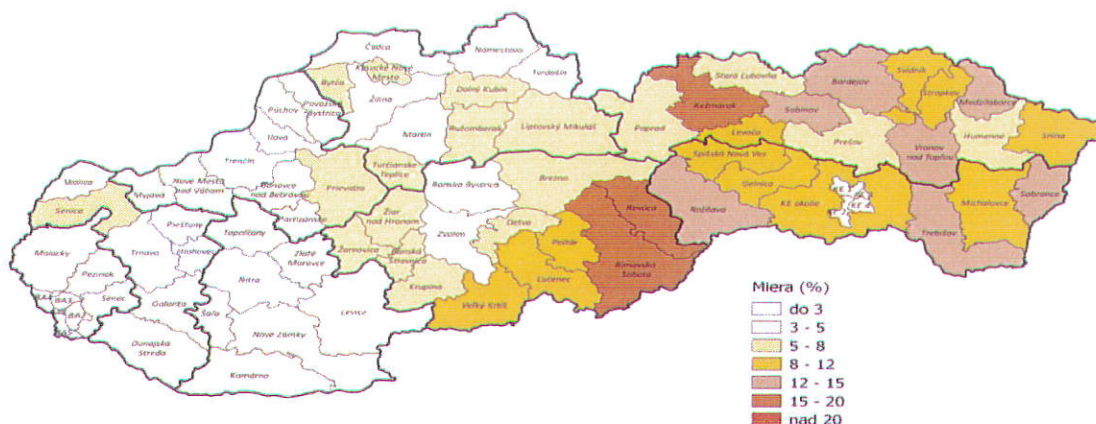 Čadca
Námestovo
Tvrdošín
Bytča
Kysucké Nové
Mesto
Žilina
Dolný Kubín
Púchov
Považská
Bystrica
Ilava
Martin
Ružomberok
Liptovský Mikuláš
Poprad
Kežmarok
Stará Ľubovňa
Bardejov
Svidník
Stropkov
Medzilaborce
Sabinov
Levoča
Prešov
Humenné
Snina
Vranov
nad Topľou
Trenčín
Skalica
Myjava
Nové Mesto
nad Váhom
Bánovce
nad Bebravou
Prievidza
Turčianske
Teplice
Banská Bystrica
Brezno
Spišská Nová Ves
Gelnica
KE okolie
Michalovce
Sobrance
Trebišov
Rožňava
Revúca
Rimavská
Sobota
Senica
Partizánske
Žiar
nad Hronom
Zvolen
Detva
Poltár
Lučenec
Veľký Krtíš
Krupina
Banská
Štiavnica
Žarnovica
Piešťany
Topoľčany
Zlaté
Moravce
Nitra
Hlohovec
Trnava
Malacky
Pezinok
Senec
Galanta
Šaľa
Levice
Nové Zámky
Dunajská
Streda
Komárno
Miera (%)
do 3
3 - 5
5 - 8
8 - 12
12 - 15
15 - 20
nad 20